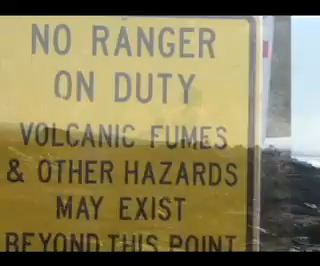 NO RANGER
ON DUTY
VOLCANIC FUMES
& OTHER HAZARDS
MAY EXIST
BEYOND THIS POINT